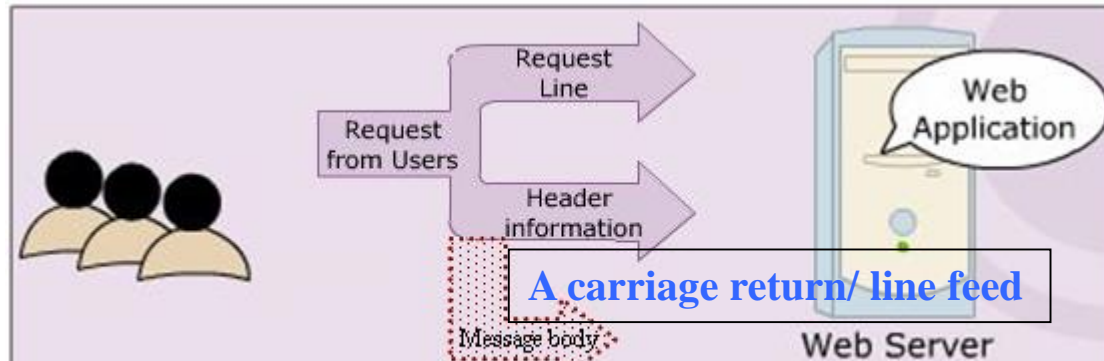 Request
Line
Request
from Users
Header
information
A carriage return/ line feed
Message body
Web
Application
Web Server